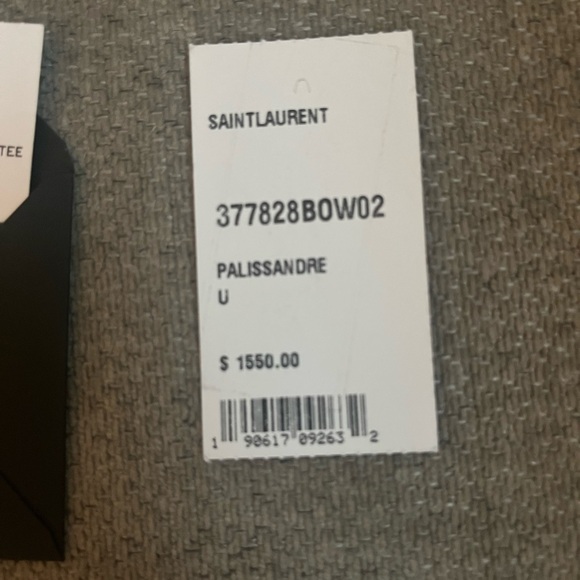 TEE
SAINTLAURENT
377828BOW02
PALISSANDRE
U
$ 1550.00
1 90617 09263 2